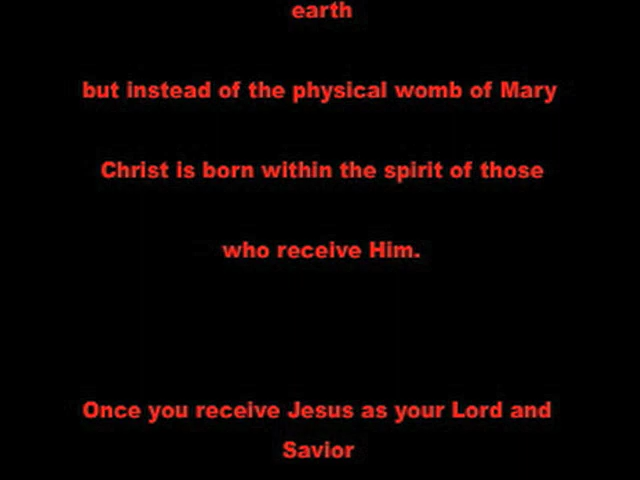 earth
but instead of the physical womb of Mary
Christ is born within the spirit of those
who receive Him.
Once you receive Jesus as your Lord and
Savior